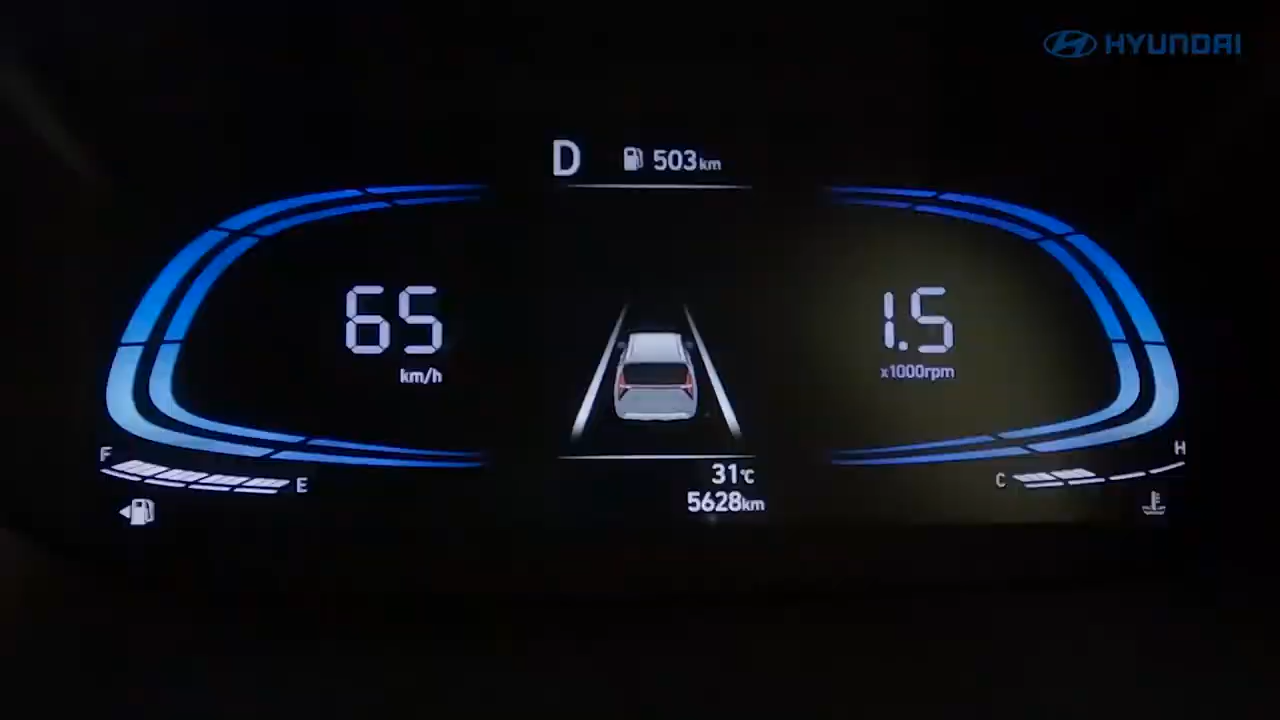 HYUNDAI
D 503km
65
km/h
1.5
x1000rpm
F
E
31℃
5628km
C
H